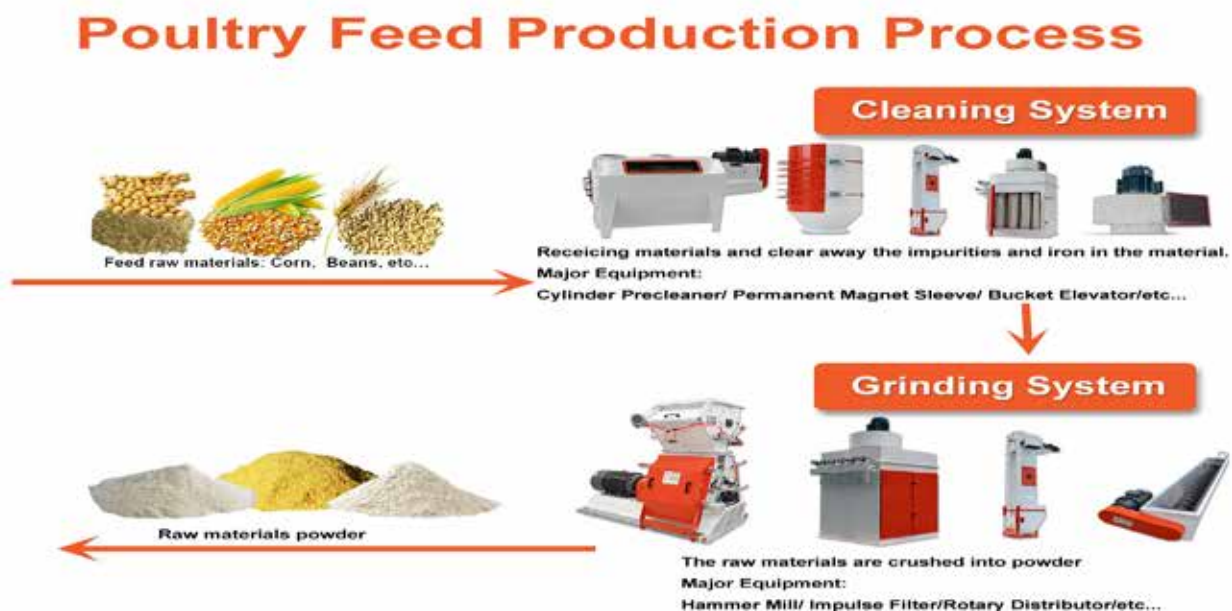 Poultry Feed Production Process
Cleaning System
Feed raw materials: Corn, Beans, etc...
Receicing materials and clear away the impurities and iron in the material.
Major Equipment:
Cylinder Precleaner/ Permanent Magnet Sleeve/ Bucket Elevator/etc...
Grinding System
Raw materials powder
The raw materials are crushed into powder
Major Equipment:
Hammer Mill/ Impulse Filter/Rotary Distributor/etc...